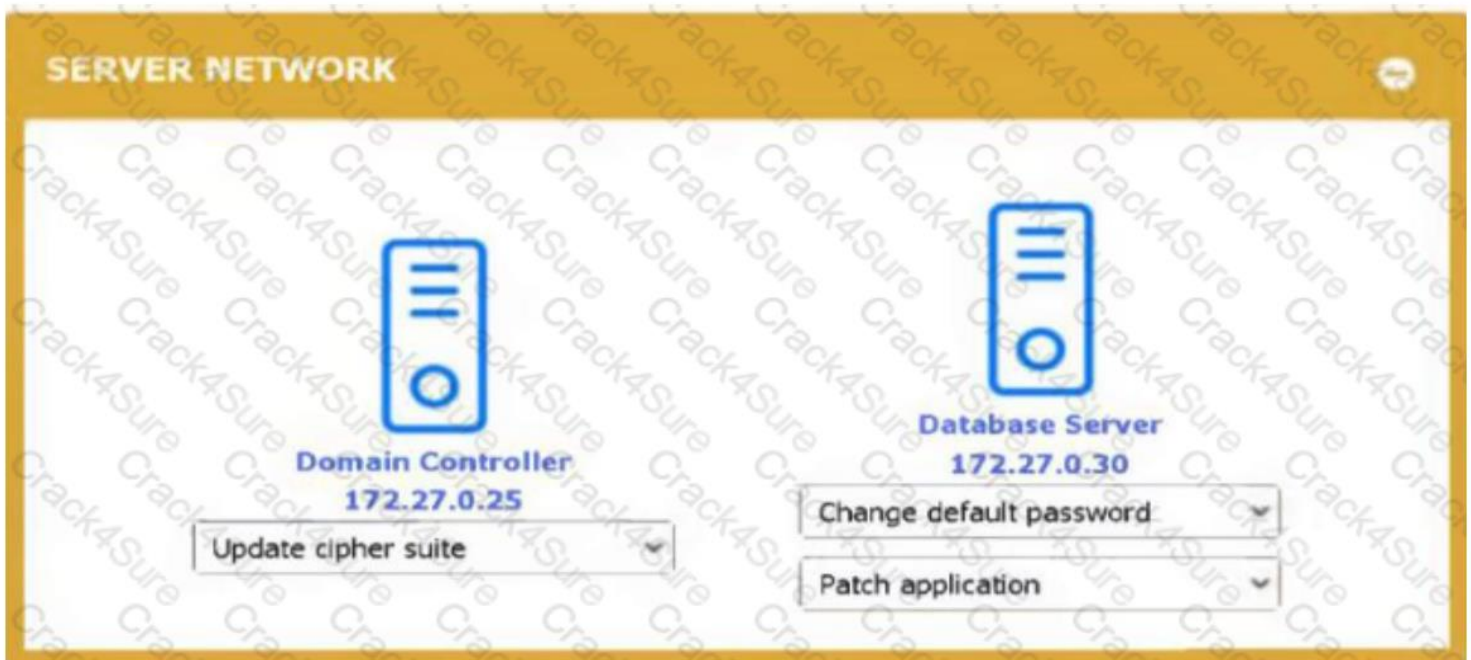 SERVER NETWORK
Domain Controller
172.27.0.25
Update cipher suite
Database Server
172.27.0.30
Change default password
Patch application
Crack4Sure